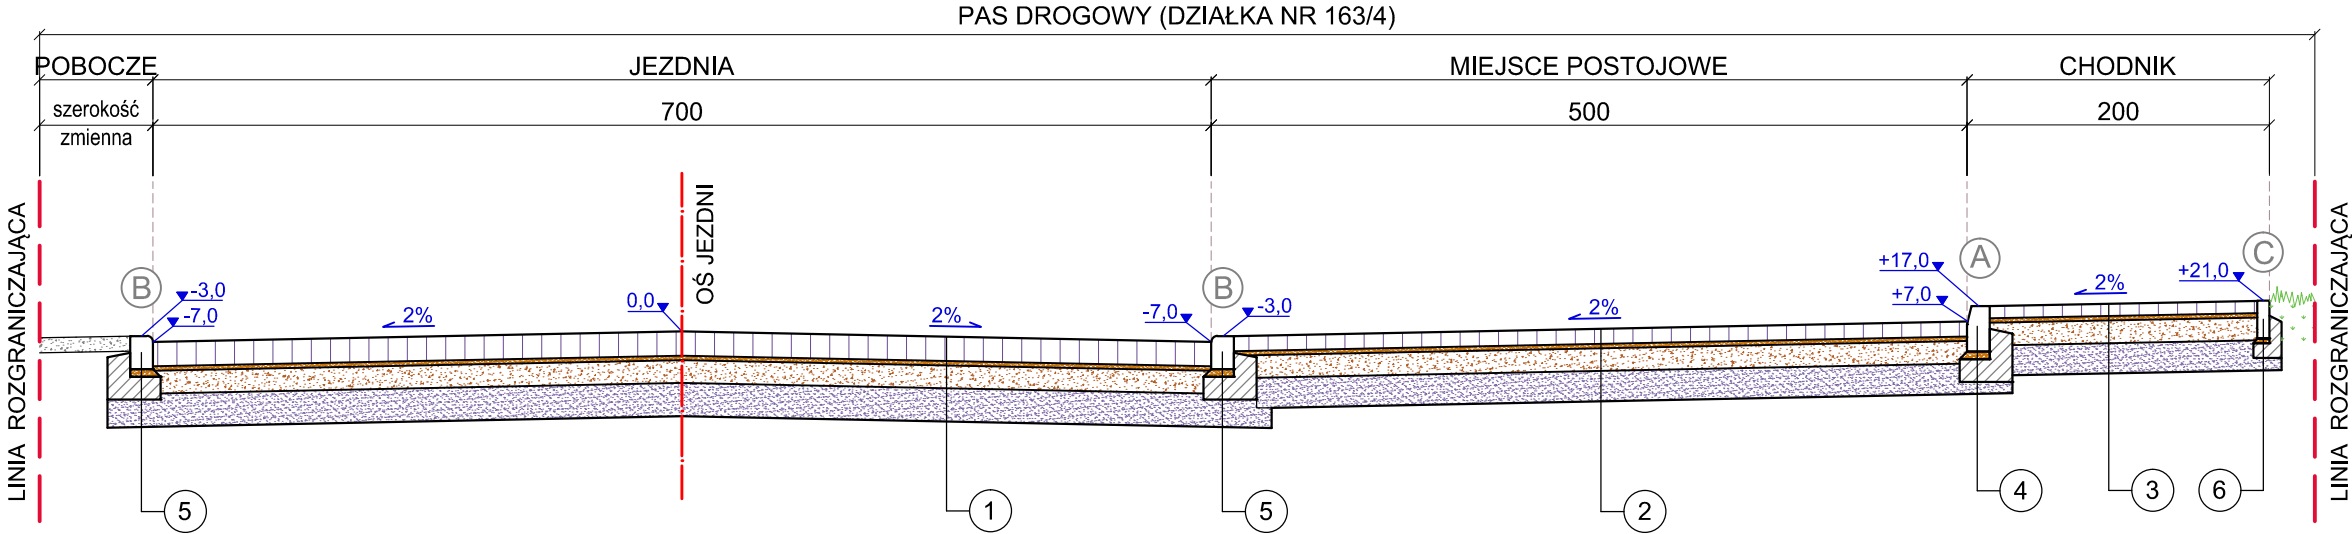 PAS DROGOWY (DZIAŁKA NR 163/4)
POBOCZE
JEZDNIA
MIEJSCE POSTOJOWE
CHODNIK
szerokość
zmienna
700
500
200
LINIA ROZGRANICZAJĄCA
OŚ JEZDNI
LINIA ROZGRANICZAJĄCA
B
-3,0
-7,0
2%
0,0
2%
-7,0
B
-3,0
2%
+17,0
+7,0
A
2%
+21,0
C
5
1
5
2
4
3
6